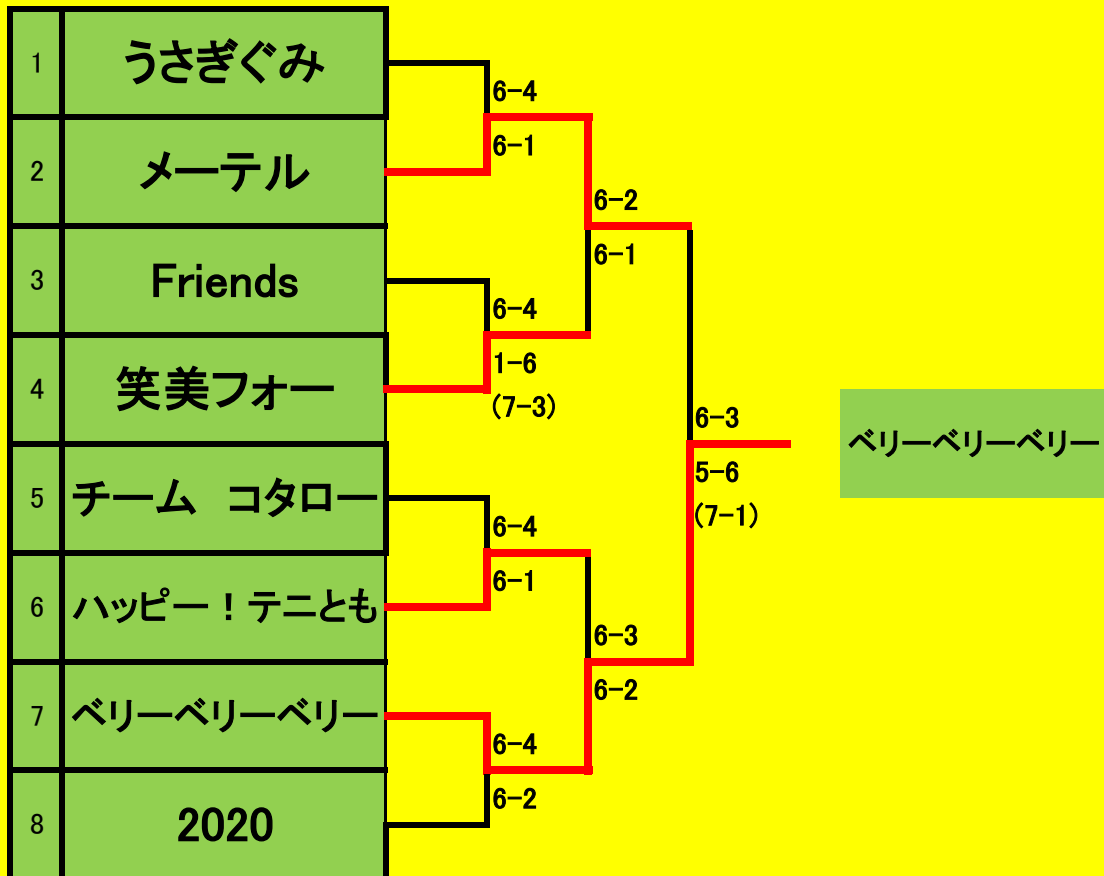 1 うさぎぐみ
6-4
6-1
2 メーテル
6-2
6-1
3 Friends
6-4
1-6
(7-3)
4 笑美フォー
6-3
5-6
(7-1)
ベリーベリーベリー
5 チーム　コタロー
6-4
6-1
6 ハッピー！テニとも
6-3
6-2
7 ベリーベリーベリー
6-4
6-2
8 2020